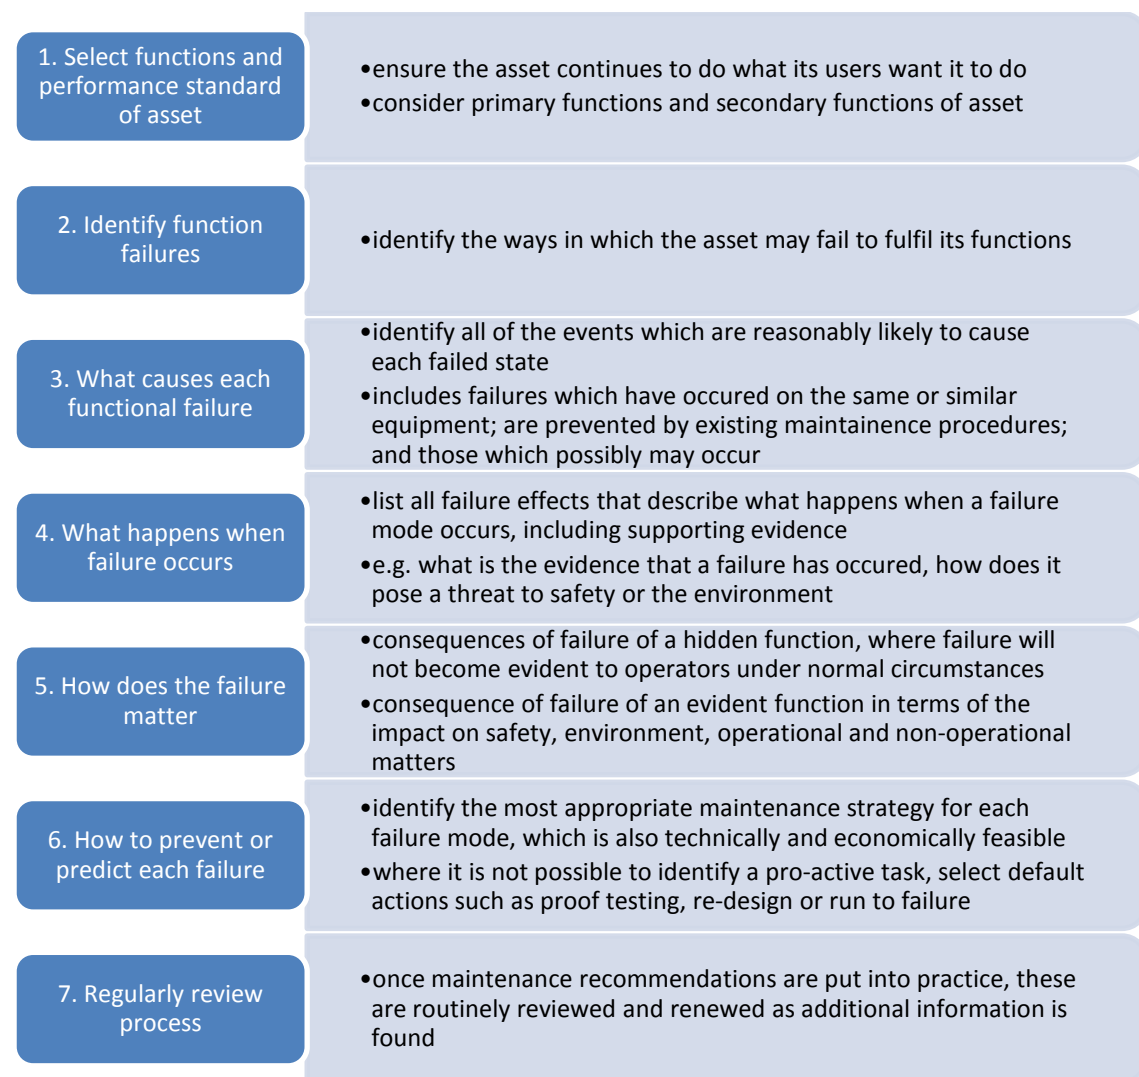 1. Select functions and
performance standard
of asset
•ensure the asset continues to do what its users want it to do
•consider primary functions and secondary functions of asset
2. Identify function
failures
•identify the ways in which the asset may fail to fulfil its functions
3. What causes each
functional failure
•identify all of the events which are reasonably likely to cause
each failed state
•includes failures which have occured on the same or similar
equipment; are prevented by existing maintainence procedures;
and those which possibly may occur
4. What happens when
failure occurs
•list all failure effects that describe what happens when a failure
mode occurs, including supporting evidence
•e.g. what is the evidence that a failure has occured, how does it
pose a threat to safety or the environment
5. How does the failure
matter
•consequences of failure of a hidden function, where failure will
not become evident to operators under normal circumstances
•consequence of failure of an evident function in terms of the
impact on safety, environment, operational and non-operational
matters
6. How to prevent or
predict each failure
•identify the most appropriate maintenance strategy for each
failure mode, which is also technically and economically feasible
•where it is not possible to identify a pro-active task, select default
actions such as proof testing, re-design or run to failure
7. Regularly review
process
•once maintenance recommendations are put into practice, these
are routinely reviewed and renewed as additional information is
found